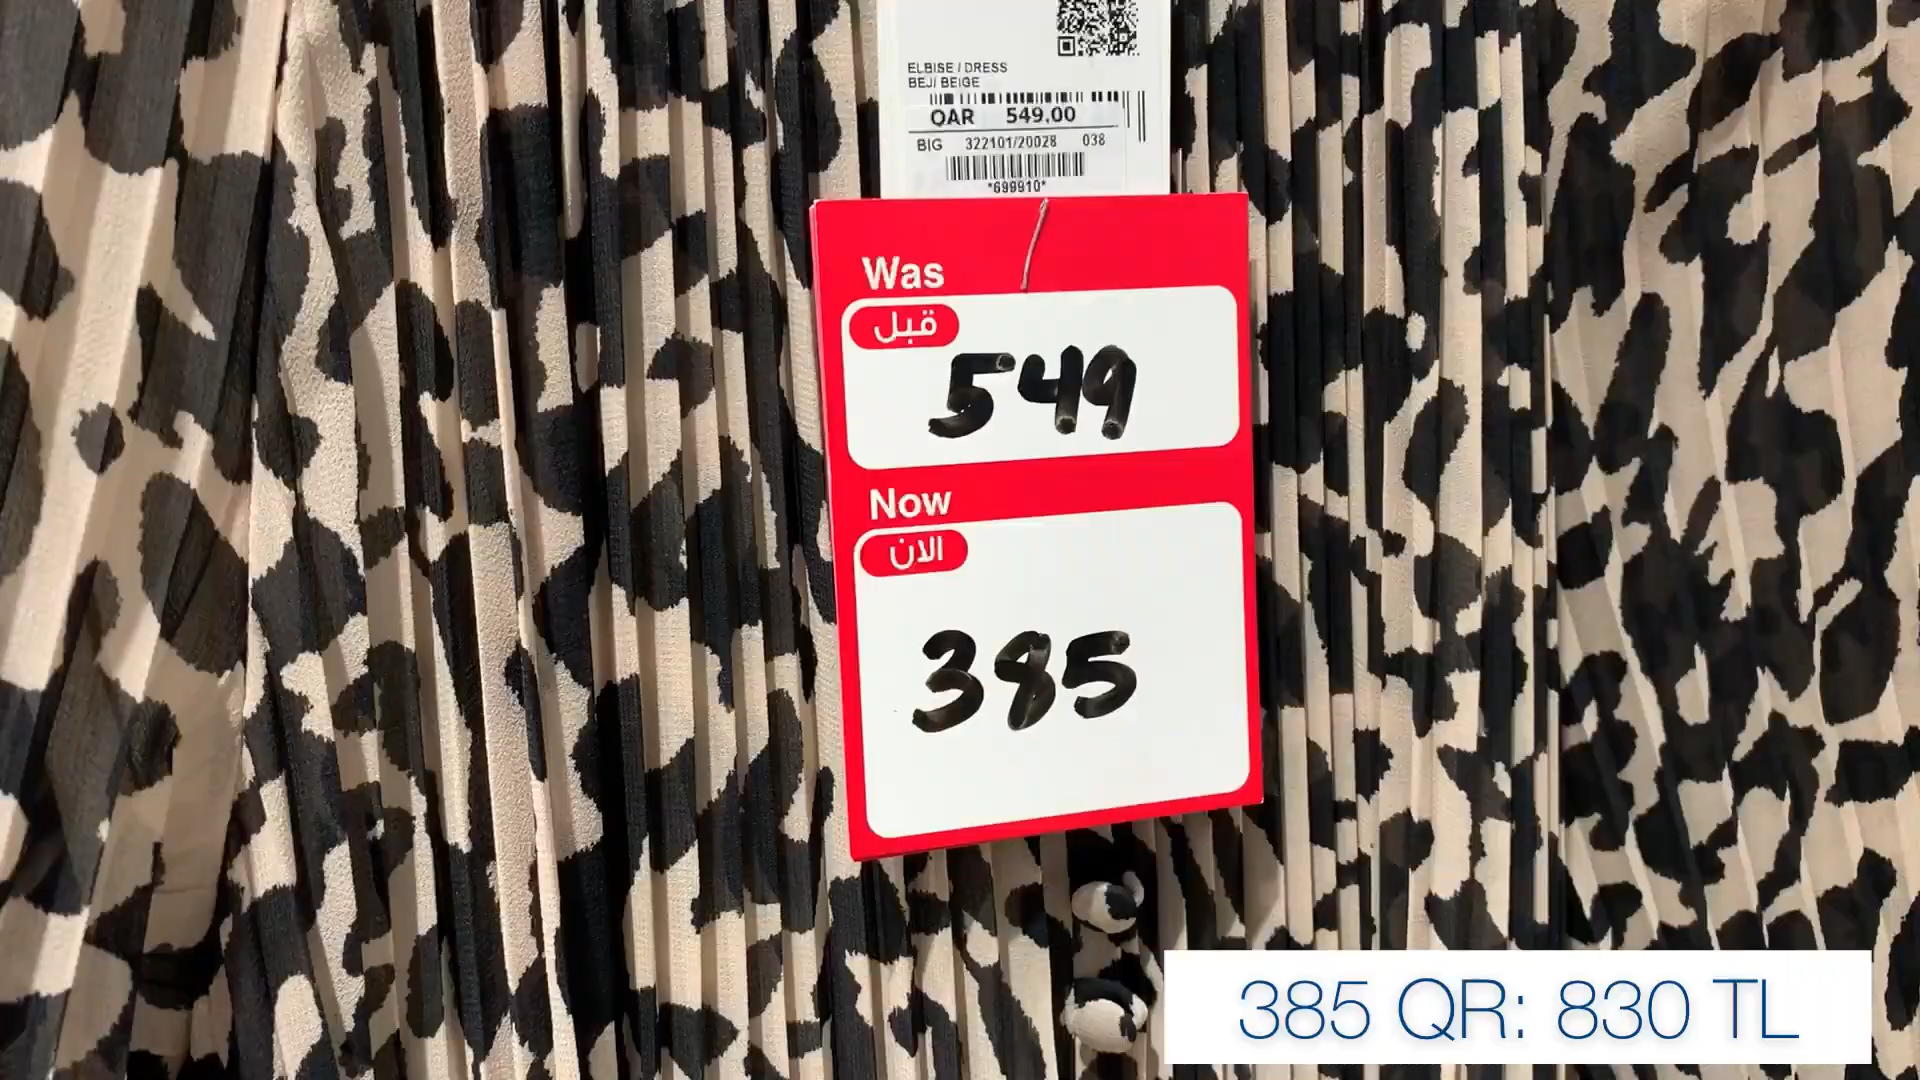 ELBISE / DRESS
BEJ/ BEIGE
QAR 549.00
BIG 322101/20028 038
*699910*
Was
قبل
549
Now
الان
385
385 QR: 830 TL